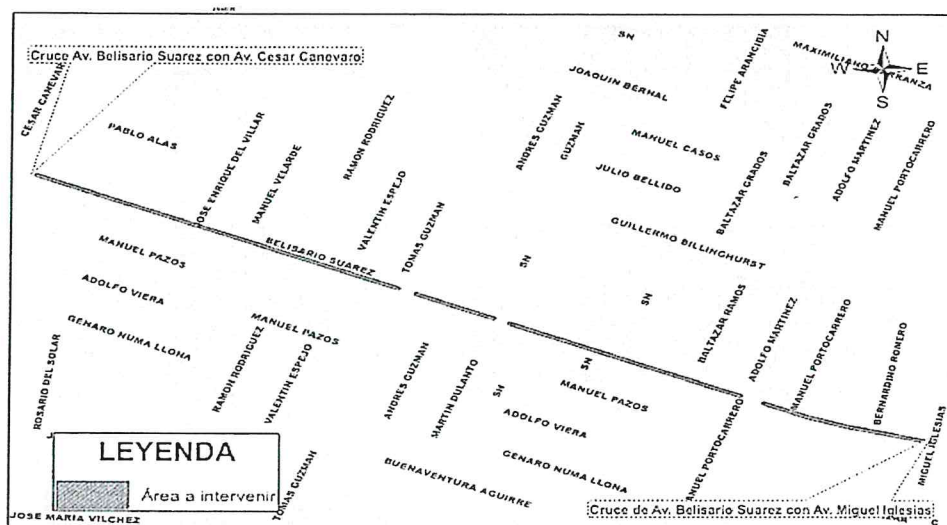 SN
FELIPE ARANCIBIA
MAXIMILIANO
N
W
E
S
Cruce Av. Belisario Suarez con Av. Cesar Canevaro
JOAQUIN BERNAL
CESAR CANEVAR
PABLO ALAS
JOSE ENRIQUE DEL VILLAR
MANUEL VELARDE
RAMON RODRIGUEZ
VALENTIN ESPEJO
TOMAS GUZMAN
ANDRES GUZMAN
GUZMAN
MANUEL CASOS
JULIO BELLIDO
BALTAZAR GRADOS
BALTAZAR GRADOS
ADOLFO MARTINEZ
MANUEL PORTOCARRERO
GUILLERMO BILLINGHURST
MANUEL PAZOS
BELISARIO SUAREZ
SN
SN
ADOLFO VIERA
GENARO NUMA LLONA
MANUEL PAZOS
BALTAZAR RAMOS
ADOLFO MARTINEZ
MANUEL PORTOCARRERO
BERNARDINO ROMERO
ROSARIO DEL SOLAR
RAMON RODRIGUEZ
VALENTIN ESPEJO
ANDRES GUZMAN
MARTIN DULANTO
SN
SN
MANUEL PAZOS
ADOLFO VIERA
GENARO NUMA LLONA
ANUEL PORTOCARRERO
MIGUEL IGLESIAS
BUENAVENTURA AGUIRRE
TOMAS GUZMAN
LEYENDA
Área a intervenir
JOSE MARIA VILCHEZ
Cruce de Av. Belisario Suarez con Av. Miguel Iglesias